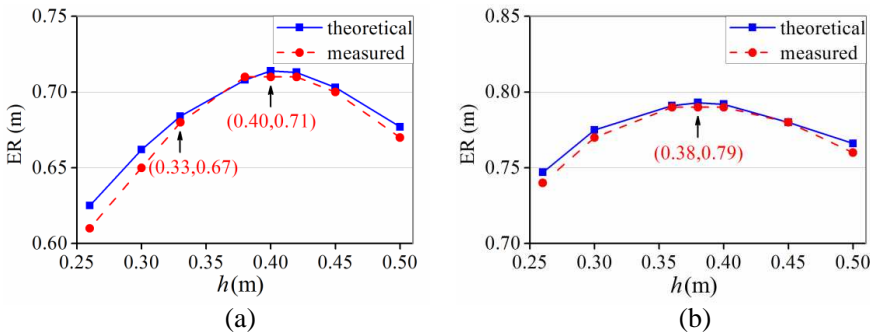 0.75
0.70
0.65
0.60
ER (m)
theoretical
measured
(0.40,0.71)
(0.33,0.67)
0.20 0.25 0.30 0.35 0.40 0.45 0.50
h(m)
(a)
0.85
0.80
0.75
0.70
ER (m)
theoretical
measured
(0.38,0.79)
0.25 0.30 0.35 0.40 0.45 0.50
h(m)
(b)